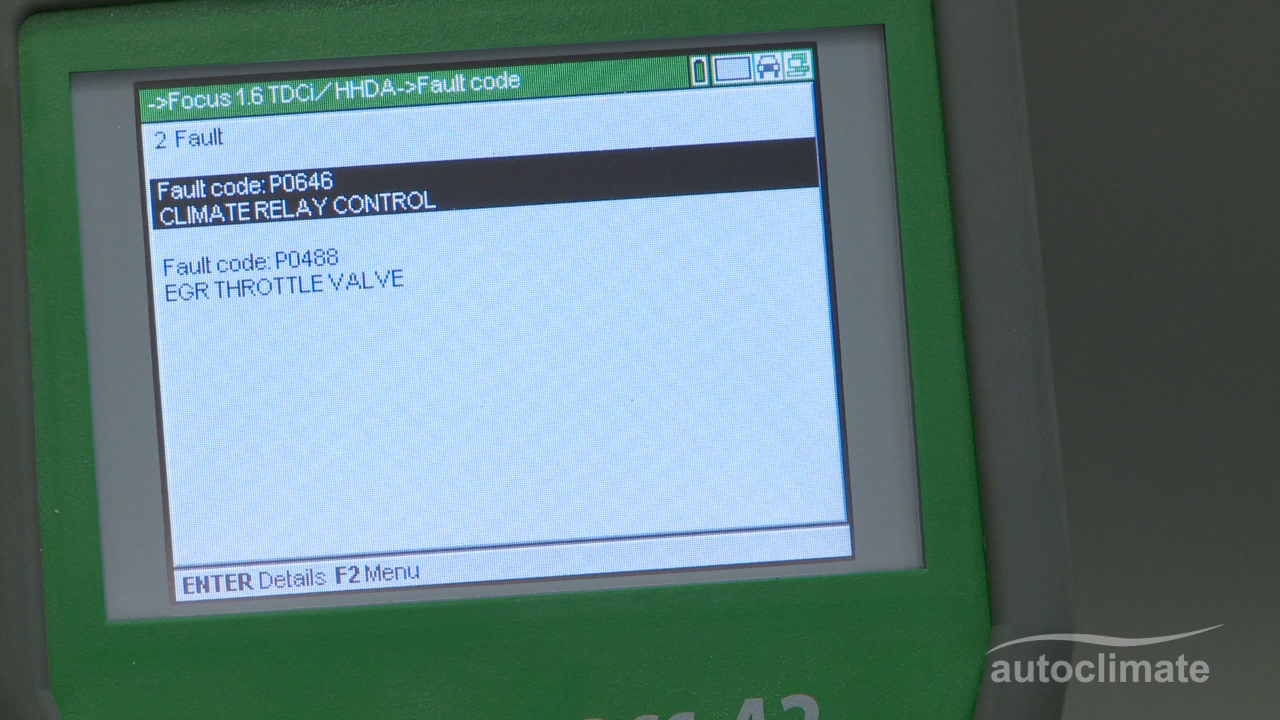 ->Focus 1.6 TDCi/HHDA->Fault code
2 Fault
Fault code: P0646
CLIMATE RELAY CONTROL
Fault code: P0488
EGR THROTTLE VALVE
ENTER Details F2 Menu
autoclimate